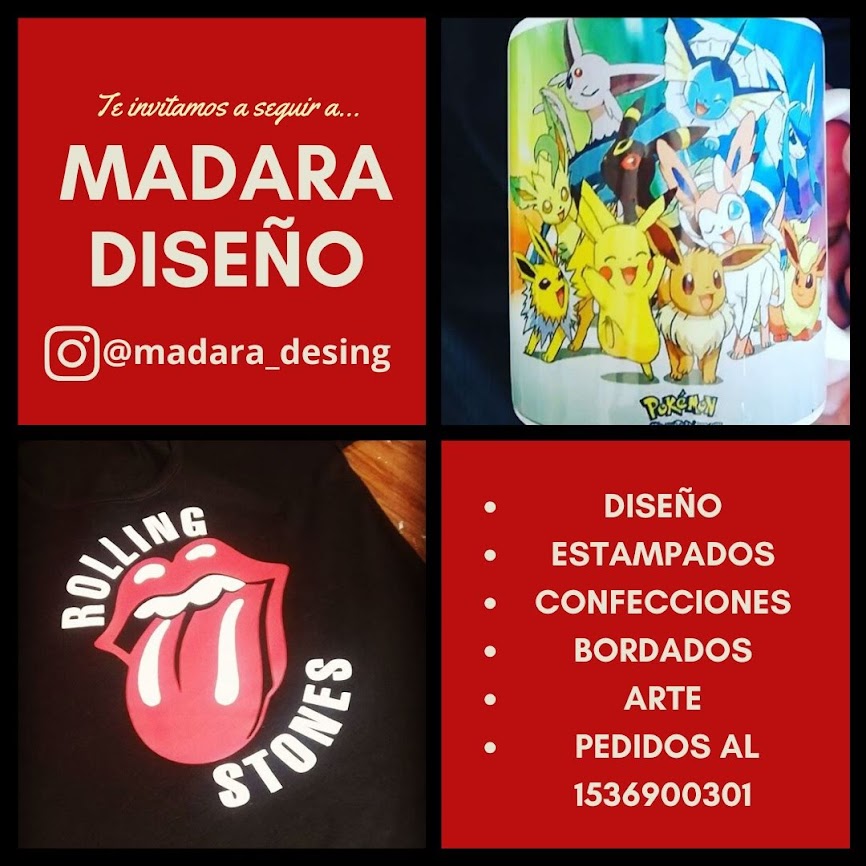 Te invitamos a seguir a...
MADARA
DISEÑO
@madara_desing
POKÉMON
ROLLING
STONES
• DISEÑO
• ESTAMPADOS
• CONFECCIONES
• BORDADOS
• ARTE
• PEDIDOS AL
1536900301